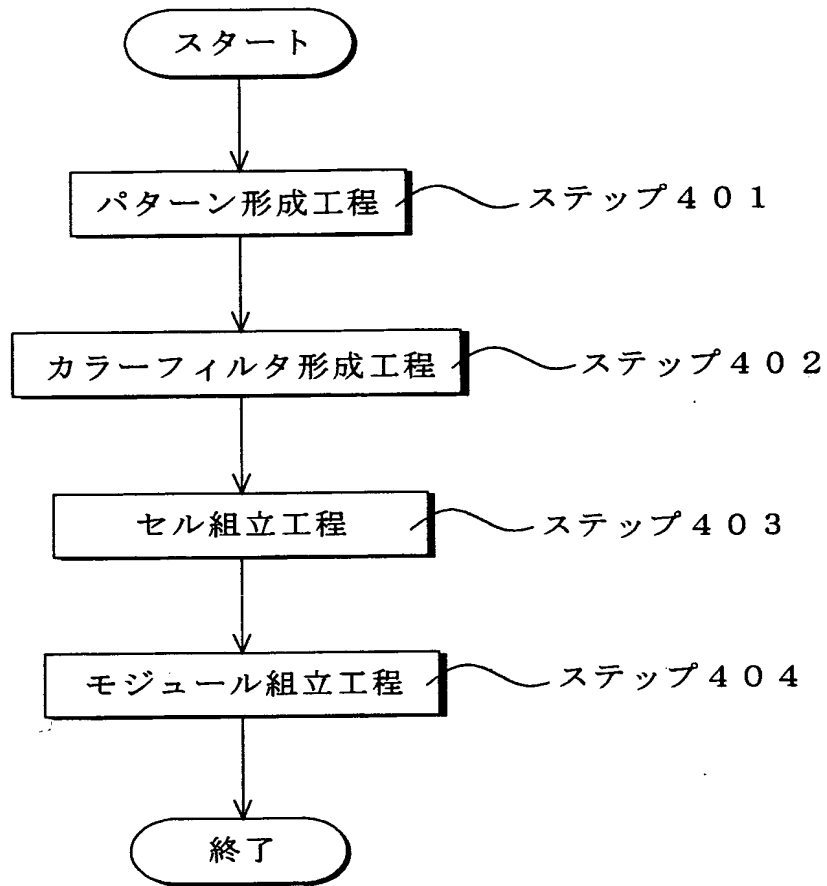 スタート
パターン形成工程
ステップ401
カラーフィルタ形成工程
ステップ402
セル組立工程
ステップ403
モジュール組立工程
ステップ404
終了